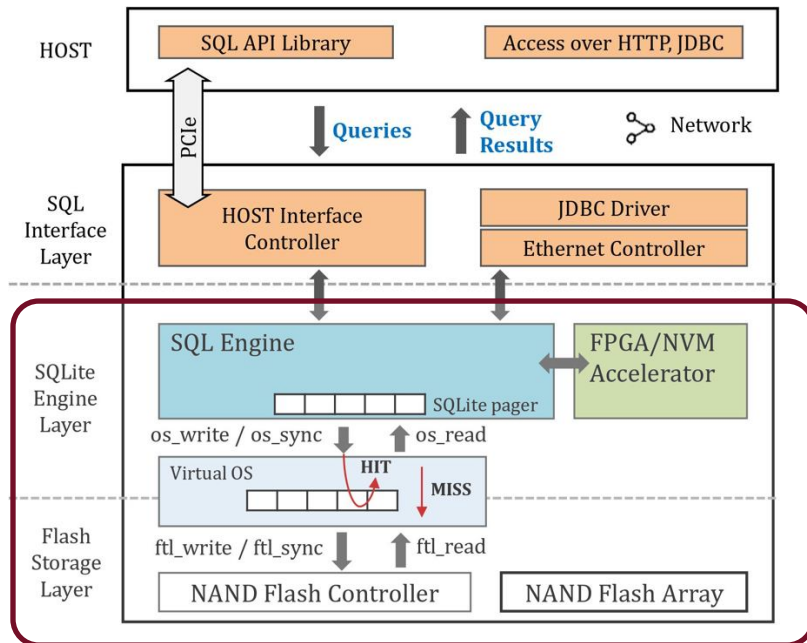 HOST
SQL API Library
Access over HTTP, JDBC
PCIe
Queries
Query
Results
Network
SQL
Interface
Layer
HOST Interface
Controller
JDBC Driver
Ethernet Controller
SQLite
Engine
Layer
SQL Engine
SQLite pager
FPGA/NVM
Accelerator
os_write / os_sync
os_read
Virtual OS
HIT
MISS
Flash
Storage
Layer
ftl_write / ftl_sync
ftl_read
NAND Flash Controller
NAND Flash Array